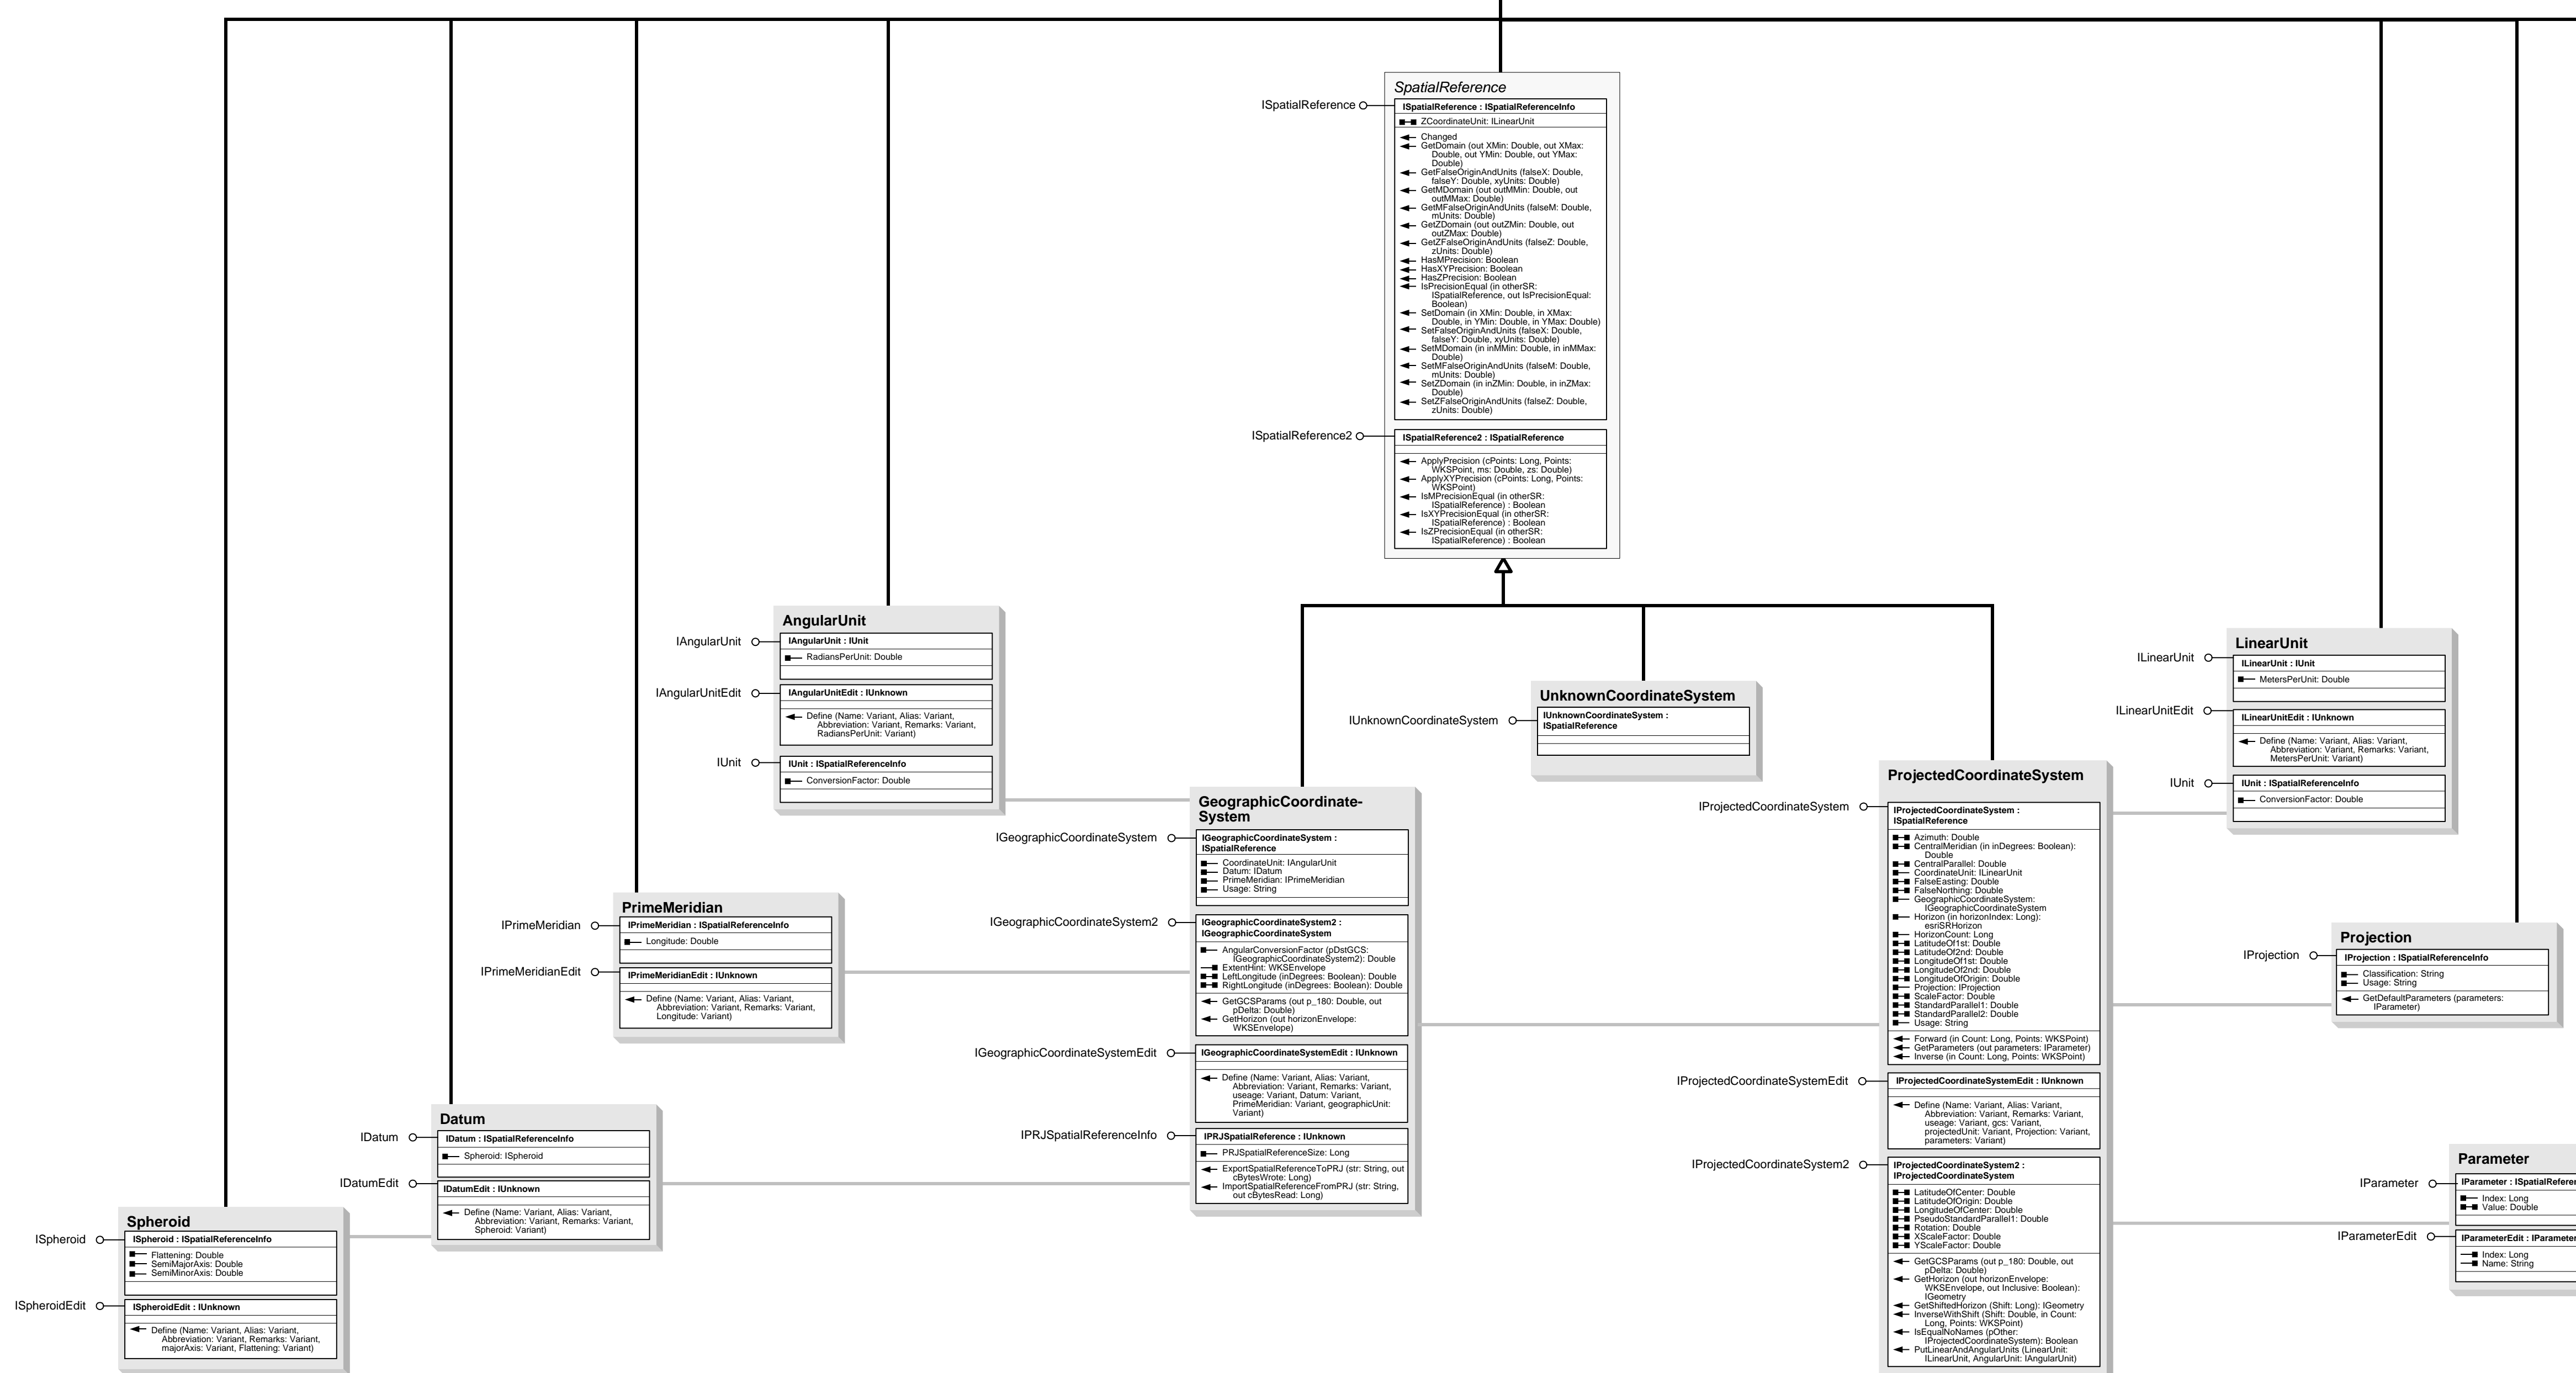 SpatialReference
ISpatialReference
ISpatialReference : ISpatialReferenceInfo
ZCoordinateUnit: ILinearUnit
Changed
GetDomain (out XMin: Double, out XMax:
Double, out YMin: Double, out YMax:
Double)
GetFalseOriginAndUnits (falseX: Double,
falseY: Double, xyUnits: Double)
GetMDomain (out outMMin: Double, out
outMMax: Double)
GetMFalseOriginAndUnits (falseM: Double,
mUnits: Double)
GetZDomain (out outZMin: Double, out
outZMax: Double)
GetZFalseOriginAndUnits (falseZ: Double,
zUnits: Double)
HasMPrecision: Boolean
HasXYPrecision: Boolean
HasZPrecision: Boolean
IsPrecisionEqual (in otherSR:
ISpatialReference, out IsPrecisionEqual:
Boolean)
SetDomain (in XMin: Double, in XMax:
Double, in YMin: Double, in YMax: Double)
SetFalseOriginAndUnits (falseX: Double,
falseY: Double, xyUnits: Double)
SetMDomain (in inMMin: Double, in inMMax:
Double)
SetMFalseOriginAndUnits (falseM: Double,
mUnits: Double)
SetZDomain (in inZMin: Double, in inZMax:
Double)
SetZFalseOriginAndUnits (falseZ: Double,
zUnits: Double)
ISpatialReference2
ISpatialReference2 : ISpatialReference
ApplyPrecision (cPoints: Long, Points:
WKSPoint, ms: Double, zs: Double)
ApplyXYPrecision (cPoints: Long, Points:
WKSPoint)
IsMPrecisionEqual (in otherSR:
ISpatialReference) : Boolean
IsXYPrecisionEqual (in otherSR:
ISpatialReference) : Boolean
IsZPrecisionEqual (in otherSR:
ISpatialReference) : Boolean
AngularUnit
IAngularUnit
IAngularUnit : IUnit
RadiansPerUnit: Double
IAngularUnitEdit
IAngularUnitEdit : IUnknown
Define (Name: Variant, Alias: Variant,
Abbreviation: Variant, Remarks: Variant,
RadiansPerUnit: Variant)
IUnit
IUnit : ISpatialReferenceInfo
ConversionFactor: Double
UnknownCoordinateSystem
IUnknownCoordinateSystem
IUnknownCoordinateSystem :
ISpatialReference
LinearUnit
ILinearUnit
ILinearUnit : IUnit
MetersPerUnit: Double
ILinearUnitEdit
ILinearUnitEdit : IUnknown
Define (Name: Variant, Alias: Variant,
Abbreviation: Variant, Remarks: Variant,
MetersPerUnit: Variant)
IUnit
IUnit : ISpatialReferenceInfo
ConversionFactor: Double
GeographicCoordinate-
System
IGeographicCoordinateSystem
IGeographicCoordinateSystem :
ISpatialReference
CoordinateUnit: IAngularUnit
Datum: IDatum
PrimeMeridian: IPrimeMeridian
Usage: String
IGeographicCoordinateSystem2
IGeographicCoordinateSystem2 :
IGeographicCoordinateSystem
AngularConversionFactor (pDstGCS:
IGeographicCoordinateSystem2): Double
ExtentHint: WKSEnvelope
LeftLongitude (inDegrees: Boolean): Double
RightLongitude (inDegrees: Boolean): Double
GetGCSParams (out p_180: Double, out
pDelta: Double)
GetHorizon (out horizonEnvelope:
WKSEnvelope)
IGeographicCoordinateSystemEdit
IGeographicCoordinateSystemEdit : IUnknown
Define (Name: Variant, Alias: Variant,
Abbreviation: Variant, Remarks: Variant,
useage: Variant, Datum: Variant,
PrimeMeridian: Variant, geographicUnit:
Variant)
IPRJSpatialReferenceInfo
IPRJSpatialReference : IUnknown
PRJSpatialReferenceSize: Long
ExportSpatialReferenceToPRJ (str: String, out
cBytesWrote: Long)
ImportSpatialReferenceFromPRJ (str: String,
out cBytesRead: Long)
ProjectedCoordinateSystem
IProjectedCoordinateSystem
IProjectedCoordinateSystem :
ISpatialReference
Azimuth: Double
CentralMeridian (in inDegrees: Boolean):
Double
CentralParallel: Double
CoordinateUnit: ILinearUnit
FalseEasting: Double
FalseNorthing: Double
GeographicCoordinateSystem:
IGeographicCoordinateSystem
Horizon (in horizonIndex: Long):
esriSRHorizon
HorizonCount: Long
LatitudeOf1st: Double
LatitudeOf2nd: Double
LongitudeOf1st: Double
LongitudeOf2nd: Double
LongitudeOfOrigin: Double
Projection: IProjection
ScaleFactor: Double
StandardParallel1: Double
StandardParallel2: Double
Usage: String
Forward (in Count: Long, Points: WKSPoint)
GetParameters (out parameters: IParameter)
Inverse (in Count: Long, Points: WKSPoint)
IProjectedCoordinateSystemEdit
IProjectedCoordinateSystemEdit : IUnknown
Define (Name: Variant, Alias: Variant,
Abbreviation: Variant, Remarks: Variant,
useage: Variant, gcs: Variant,
projectedUnit: Variant, Projection: Variant,
parameters: Variant)
IProjectedCoordinateSystem2
IProjectedCoordinateSystem2 :
IProjectedCoordinateSystem
LatitudeOfCenter: Double
LatitudeOfOrigin: Double
LongitudeOfCenter: Double
PseudoStandardParallel1: Double
Rotation: Double
XScaleFactor: Double
YScaleFactor: Double
GetGCSParams (out p_180: Double, out
pDelta: Double)
GetHorizon (out horizonEnvelope:
WKSEnvelope, out Inclusive: Boolean):
IGeometry
GetShiftedHorizon (Shift: Long): IGeometry
InverseWithShift (Shift: Double, in Count:
Long, Points: WKSPoint)
IsEqualNoNames (pOther:
IProjectedCoordinateSystem): Boolean
PutLinearAndAngularUnits (LinearUnit:
ILinearUnit, AngularUnit: IAngularUnit)
PrimeMeridian
IPrimeMeridian
IPrimeMeridian : ISpatialReferenceInfo
Longitude: Double
IPrimeMeridianEdit
IPrimeMeridianEdit : IUnknown
Define (Name: Variant, Alias: Variant,
Abbreviation: Variant, Remarks: Variant,
Longitude: Variant)
Projection
IProjection
IProjection : ISpatialReferenceInfo
Classification: String
Usage: String
GetDefaultParameters (parameters:
IParameter)
Datum
IDatum
IDatum : ISpatialReferenceInfo
Spheroid: ISpheroid
IDatumEdit
IDatumEdit : IUnknown
Define (Name: Variant, Alias: Variant,
Abbreviation: Variant, Remarks: Variant,
Spheroid: Variant)
Parameter
IParameter
IParameter : ISpatialReferen
Index: Long
Value: Double
IParameterEdit
IParameterEdit : IParameter
Index: Long
Name: String
Spheroid
ISpheroid
ISpheroid : ISpatialReferenceInfo
Flattening: Double
SemiMajorAxis: Double
SemiMinorAxis: Double
ISpheroidEdit
ISpheroidEdit : IUnknown
Define (Name: Variant, Alias: Variant,
Abbreviation: Variant, Remarks: Variant,
majorAxis: Variant, Flattening: Variant)